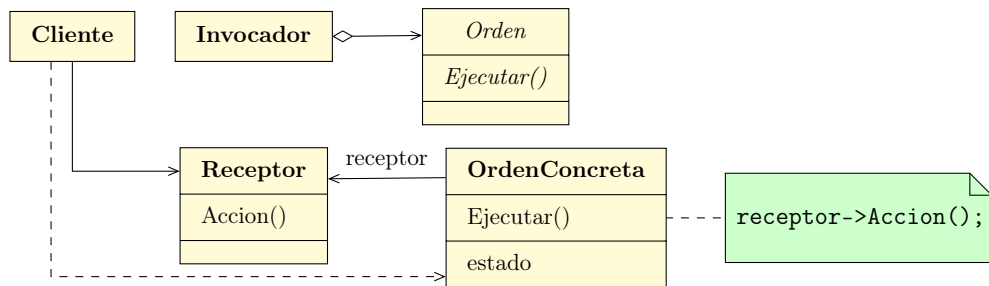 Cliente
Invocador
Orden
Ejecutar()
Receptor
Accion()
receptor
OrdenConcreta
Ejecutar()
estado
receptor->Accion();